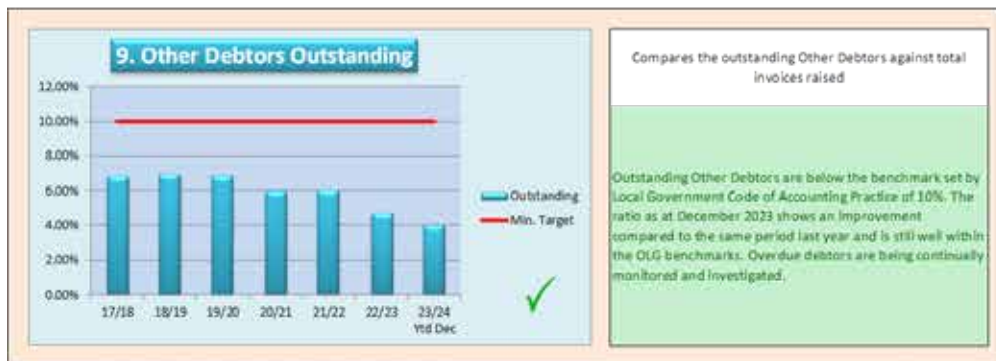 9. Other Debtors Outstanding
12.00%
10.00%
8.00%
6.00%
4.00%
2.00%
0.00%
17/18 18/19 19/20 20/21 21/22 22/23 23/24
Ytd Dec
Outstanding
Min. Target
Compares the outstanding Other Debtors against total
invoices raised
Outstanding Other Debtors are below the benchmark set by
Local Government Code of Accounting Practice of 10%. The
ratio as at December 2023 shows an improvement
compared to the same period last year and is still well within
the OLG benchmarks. Overdue debtors are being continually
monitored and investigated.